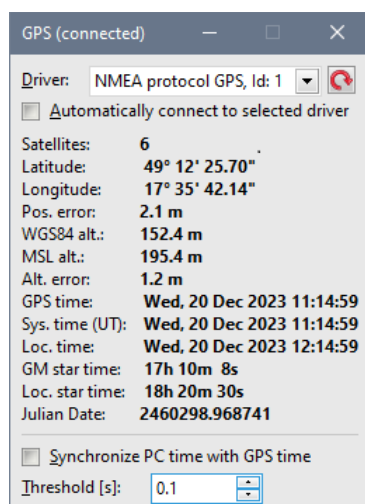 GPS (connected)
Driver: NMEA protocol GPS, Id: 1
Automatically connect to selected driver
Satellites: 6
Latitude: 49° 12' 25.70"
Longitude: 17° 35' 42.14"
Pos. error: 2.1 m
WGS84 alt.: 152.4 m
MSL alt.: 195.4 m
Alt. error: 1.2 m
GPS time: Wed, 20 Dec 2023 11:14:59
Sys. time (UT): Wed, 20 Dec 2023 11:14:59
Loc. time: Wed, 20 Dec 2023 12:14:59
GM star time: 17h 10m 8s
Loc. star time: 18h 20m 30s
Julian Date: 2460298.968741
Synchronize PC time with GPS time
Threshold [s]: 0.1